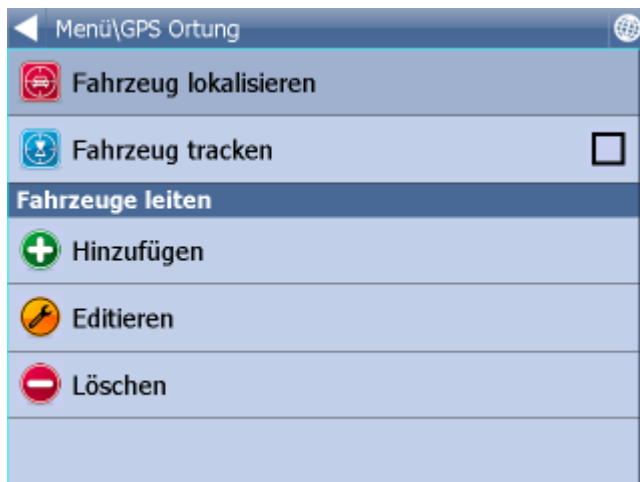 Menü\GPS Ortung
Fahrzeug lokalisieren
Fahrzeug tracken
Fahrzeuge leiten
Hinzufügen
Editieren
Löschen